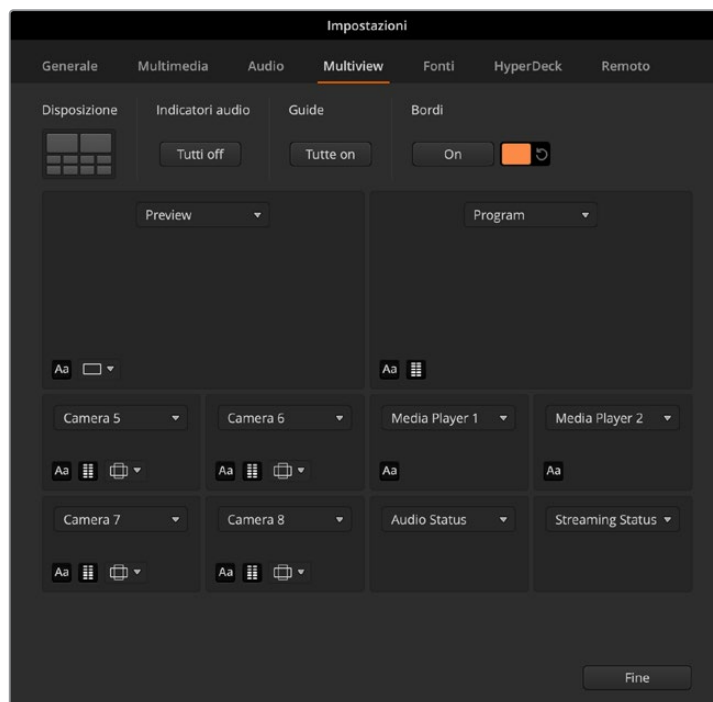 Impostazioni
Generale Multimedia Audio Multiview Fonti HyperDeck Remoto
Disposizione Indicatori audio Guide Bordi
Tutti off Tutte on On
Preview Program
Aa Aa
Camera 5 Camera 6 Media Player 1 Media Player 2
Aa Aa Aa Aa
Camera 7 Camera 8 Audio Status Streaming Status
Aa Aa
Fine